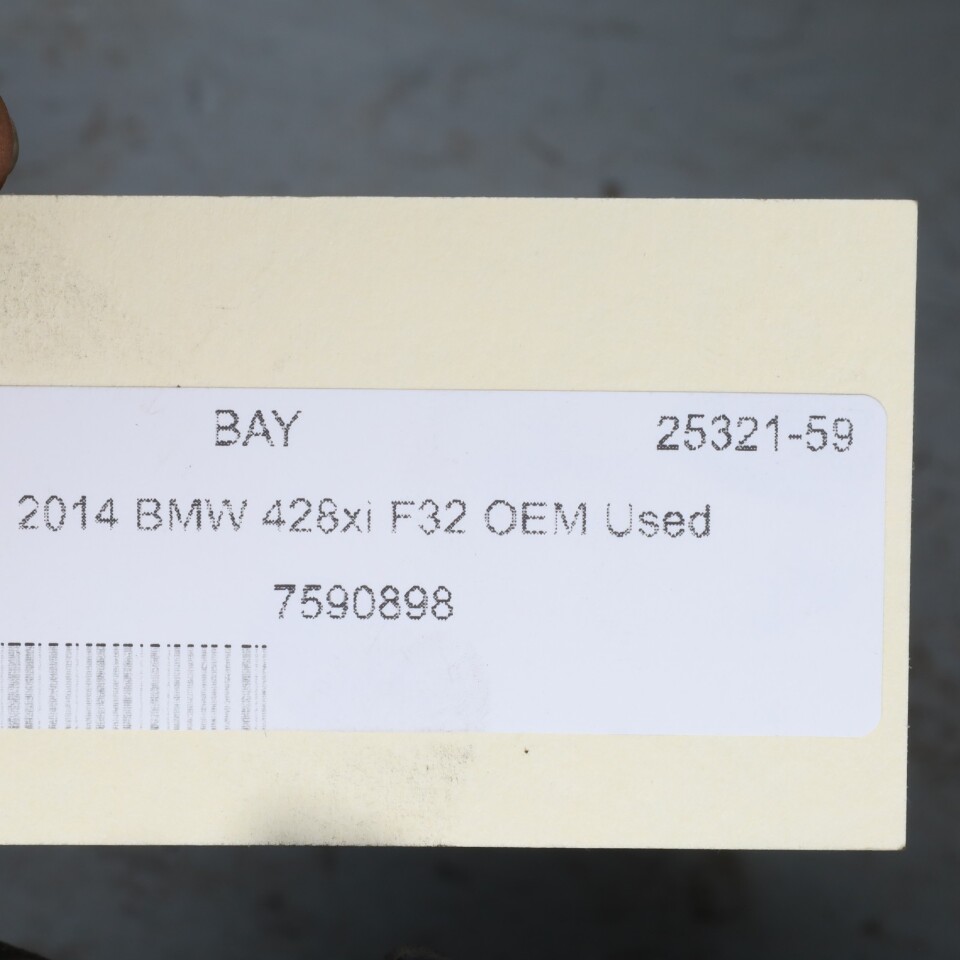 BAY 25321-59
2014 BMW 428xi F32 OEM Used
7590898